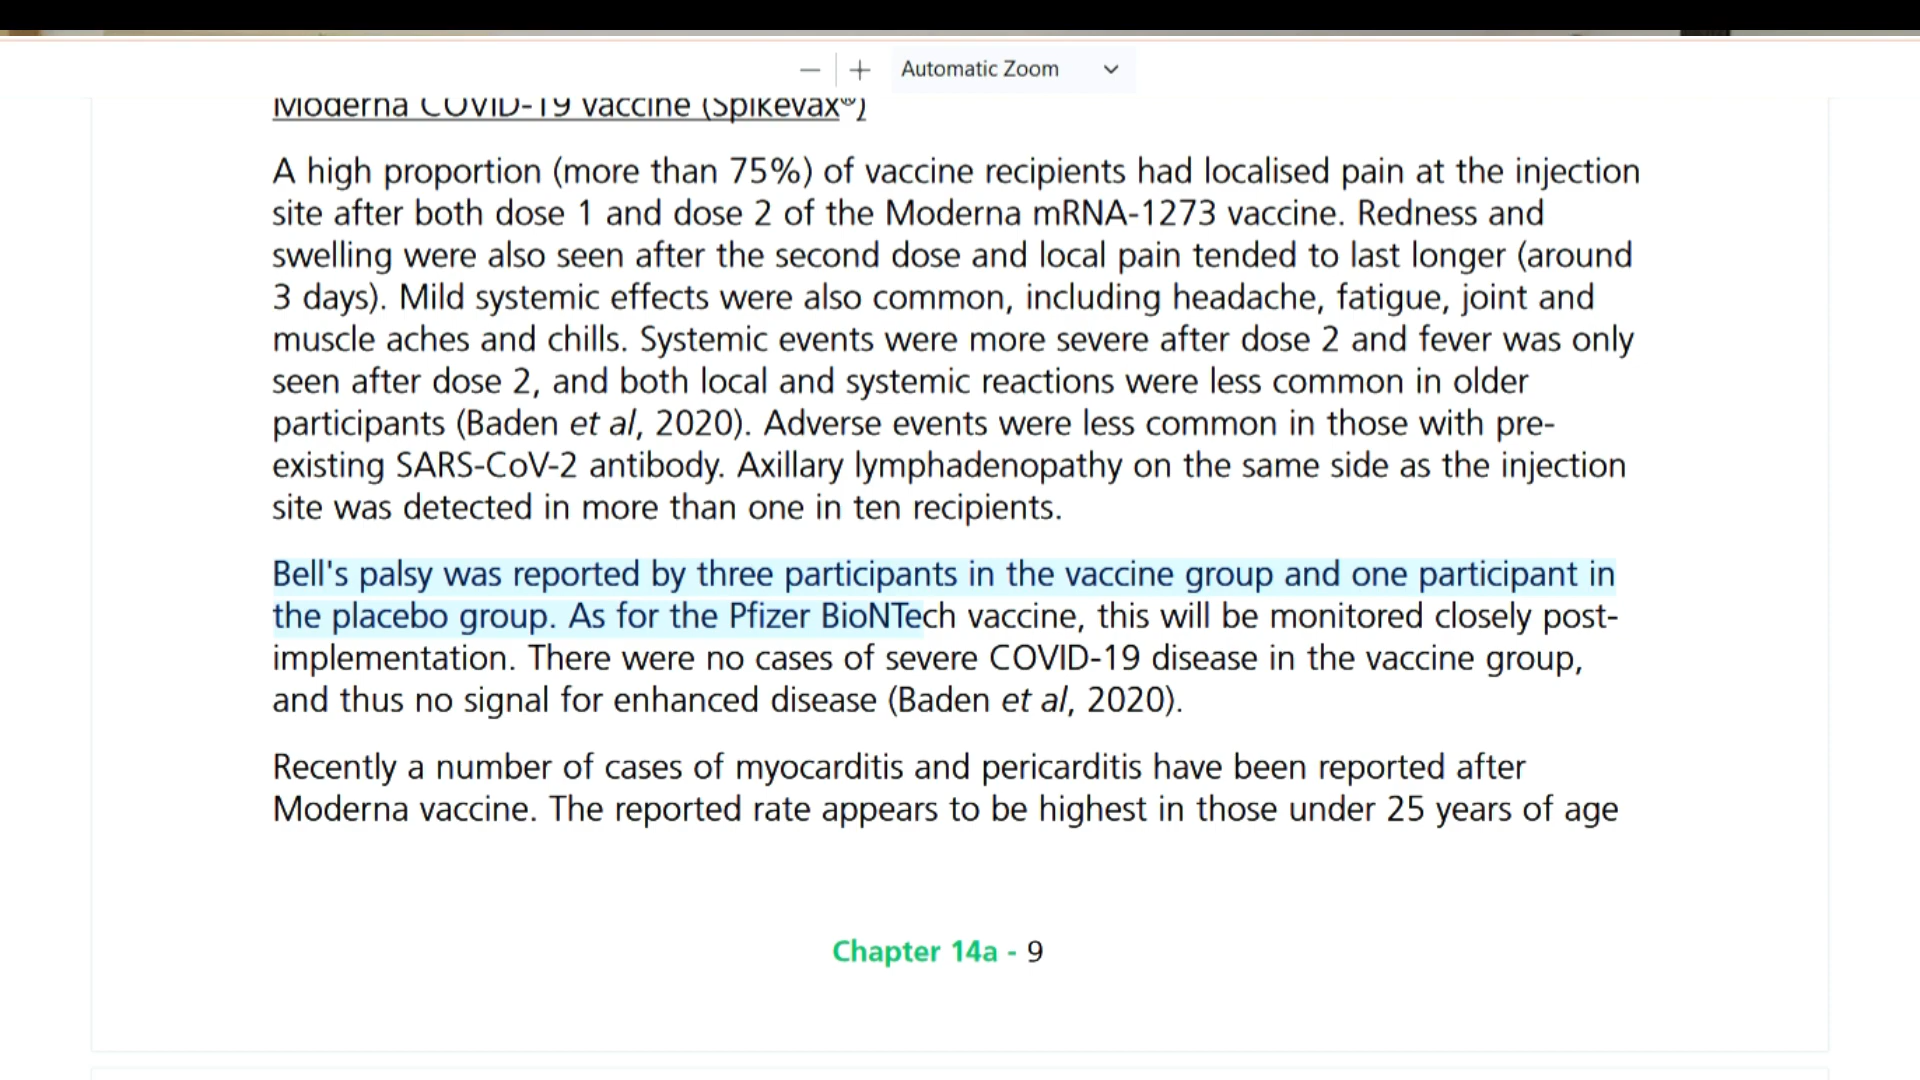 Automatic Zoom
Moderna COVID-19 vaccine (Spikevax®)
A high proportion (more than 75%) of vaccine recipients had localised pain at the injection
site after both dose 1 and dose 2 of the Moderna mRNA-1273 vaccine. Redness and
swelling were also seen after the second dose and local pain tended to last longer (around
3 days). Mild systemic effects were also common, including headache, fatigue, joint and
muscle aches and chills. Systemic events were more severe after dose 2 and fever was only
seen after dose 2, and both local and systemic reactions were less common in older
participants (Baden et al, 2020). Adverse events were less common in those with pre-
existing SARS-CoV-2 antibody. Axillary lymphadenopathy on the same side as the injection
site was detected in more than one in ten recipients.
Bell's palsy was reported by three participants in the vaccine group and one participant in
the placebo group. As for the Pfizer BioNTech vaccine, this will be monitored closely post-
implementation. There were no cases of severe COVID-19 disease in the vaccine group,
and thus no signal for enhanced disease (Baden et al, 2020).
Recently a number of cases of myocarditis and pericarditis have been reported after
Moderna vaccine. The reported rate appears to be highest in those under 25 years of age
Chapter 14a - 9